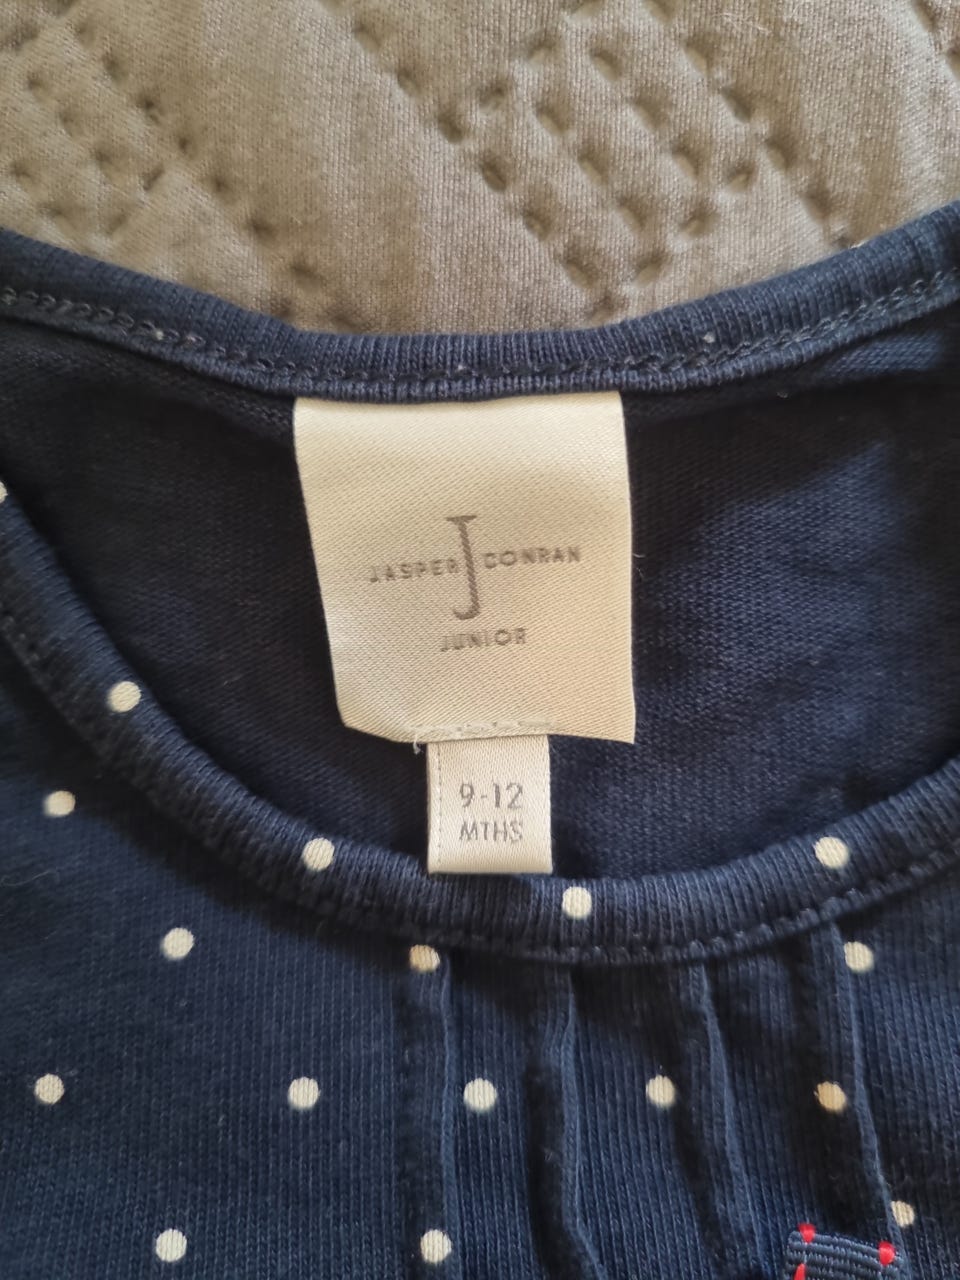 JASPER J CONRAN
JUNIOR
9-12
MTHS